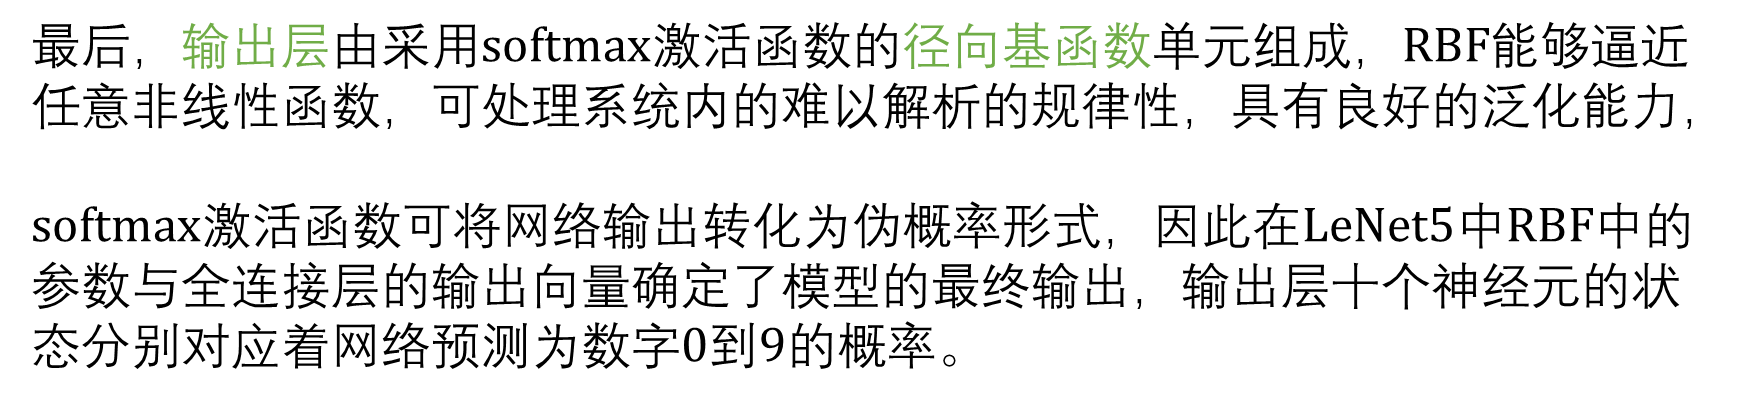 最后，输出层由采用softmax激活函数的径向基函数单元组成，RBF能够逼近
任意非线性函数，可处理系统内的难以解析的规律性，具有良好的泛化能力，
softmax激活函数可将网络输出转化为伪概率形式，因此在LeNet5中RBF中的
参数与全连接层的输出向量确定了模型的最终输出，输出层十个神经元的状
态分别对应着网络预测为数字0到9的概率。